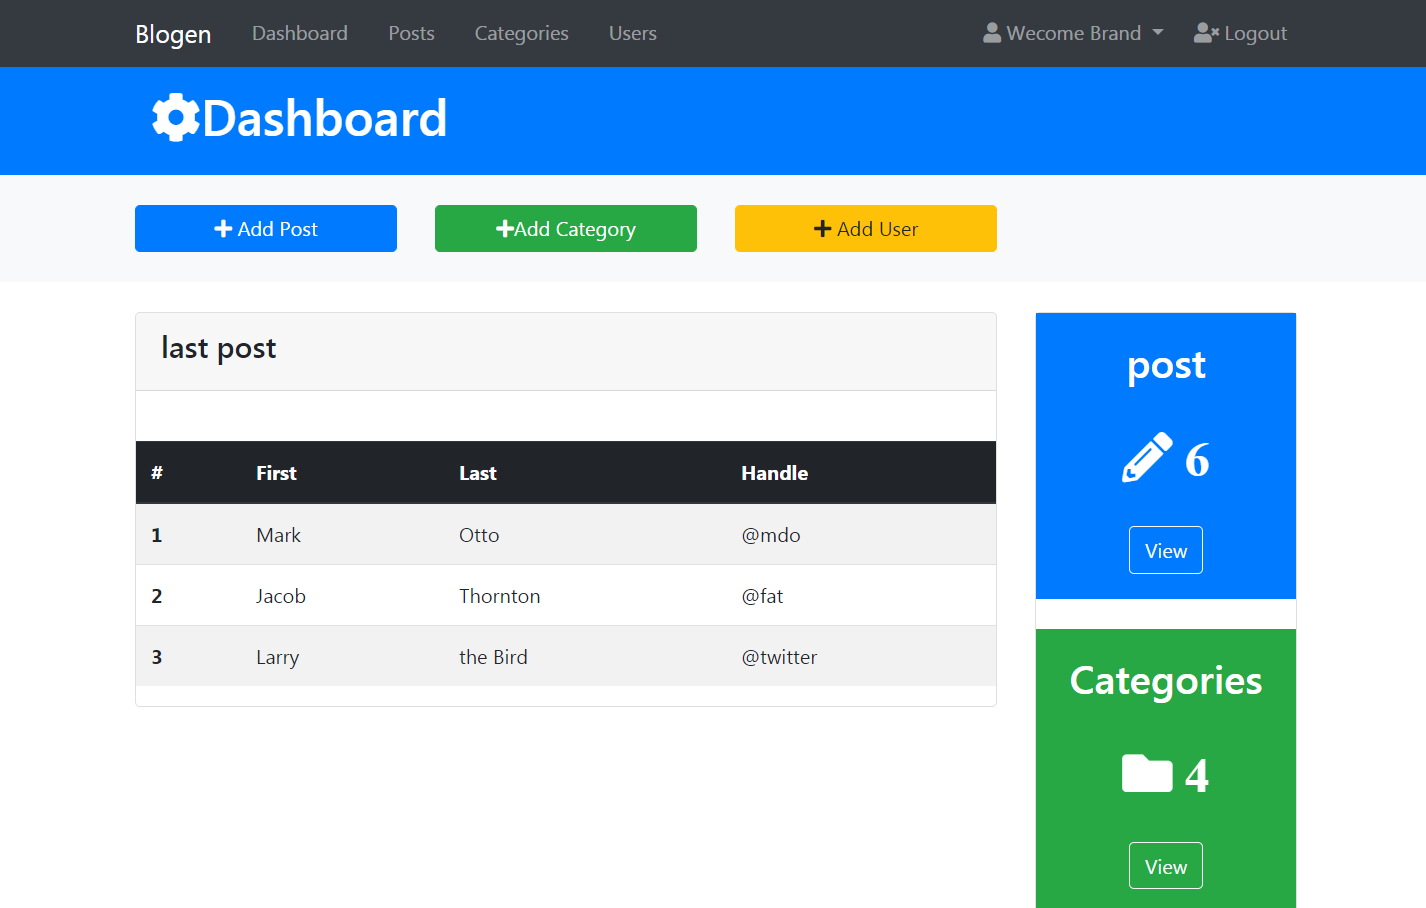 Blogen Dashboard Posts Categories Users Wecome Brand Logout
Dashboard
Add Post Add Category Add User
last post
# First Last Handle
1 Mark Otto @mdo
2 Jacob Thornton @fat
3 Larry the Bird @twitter
post
6
View
Categories
4
View